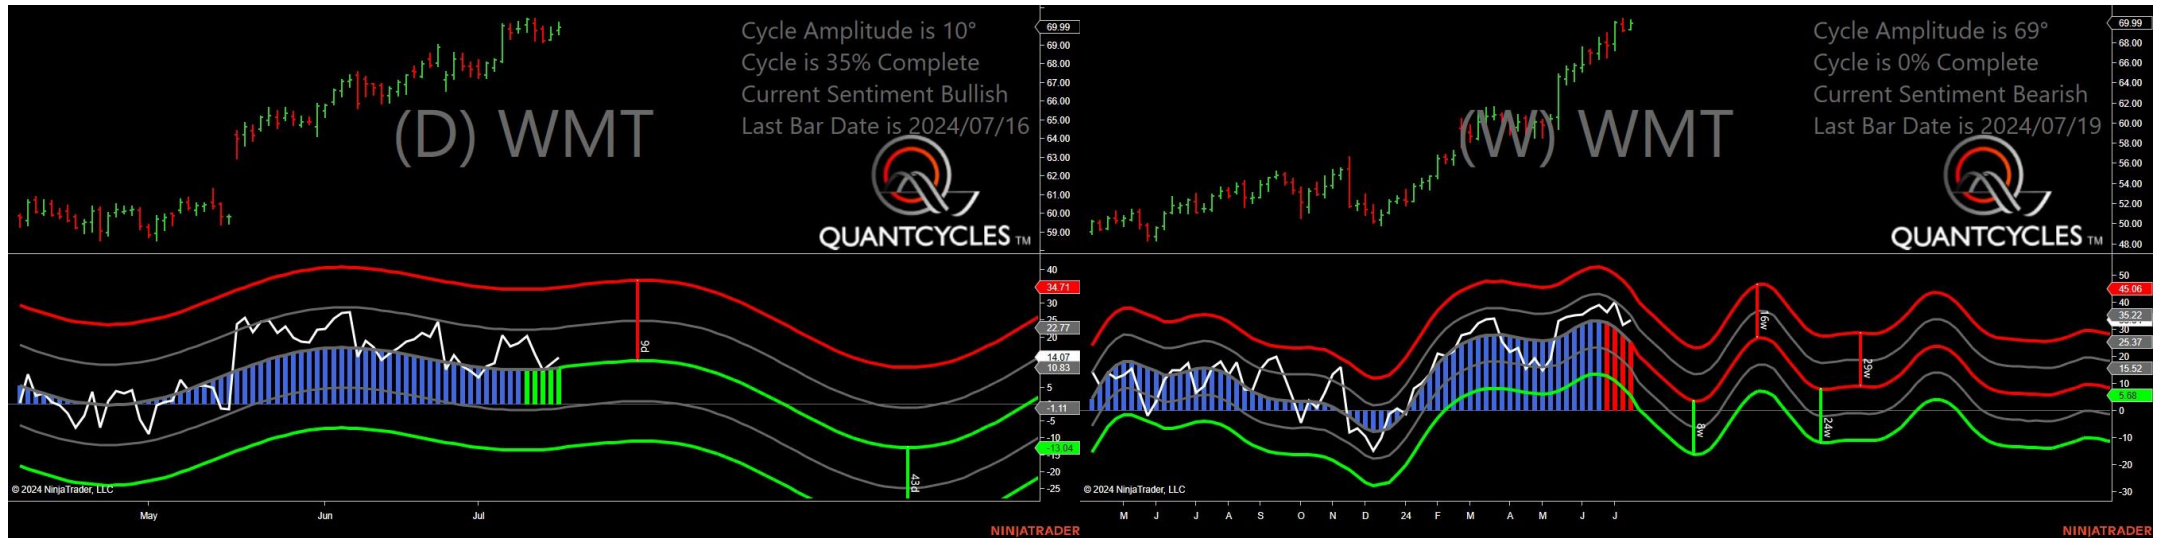 Cycle Amplitude is 10°
Cycle is 35% Complete
Current Sentiment Bullish
Last Bar Date is 2024/07/16
(D) WMT
QUANTCYCLES TM
69.99
69.00
68.00
67.00
66.00
65.00
64.00
63.00
62.00
61.00
60.00
59.00
40
34.71
30
22.77
20
14.07
10.83
5
-1.11
-5
-10
-13.04
-20
-25
9d
43d
© 2024 NinjaTrader, LLC
May Jun Jul
NINJATRADER
Cycle Amplitude is 69°
Cycle is 0% Complete
Current Sentiment Bearish
Last Bar Date is 2024/07/19
(W) WMT
QUANTCYCLES TM
69.99
68.00
66.00
64.00
62.00
60.00
58.00
56.00
54.00
52.00
50.00
48.00
50
45.06
40
35.22
30
25.37
20
15.52
10
5.68
0
-10
-20
-30
16w
29w
8w
24w
© 2024 NinjaTrader, LLC
M J J A S O N D 24 F M A M J J
NINJATRADER